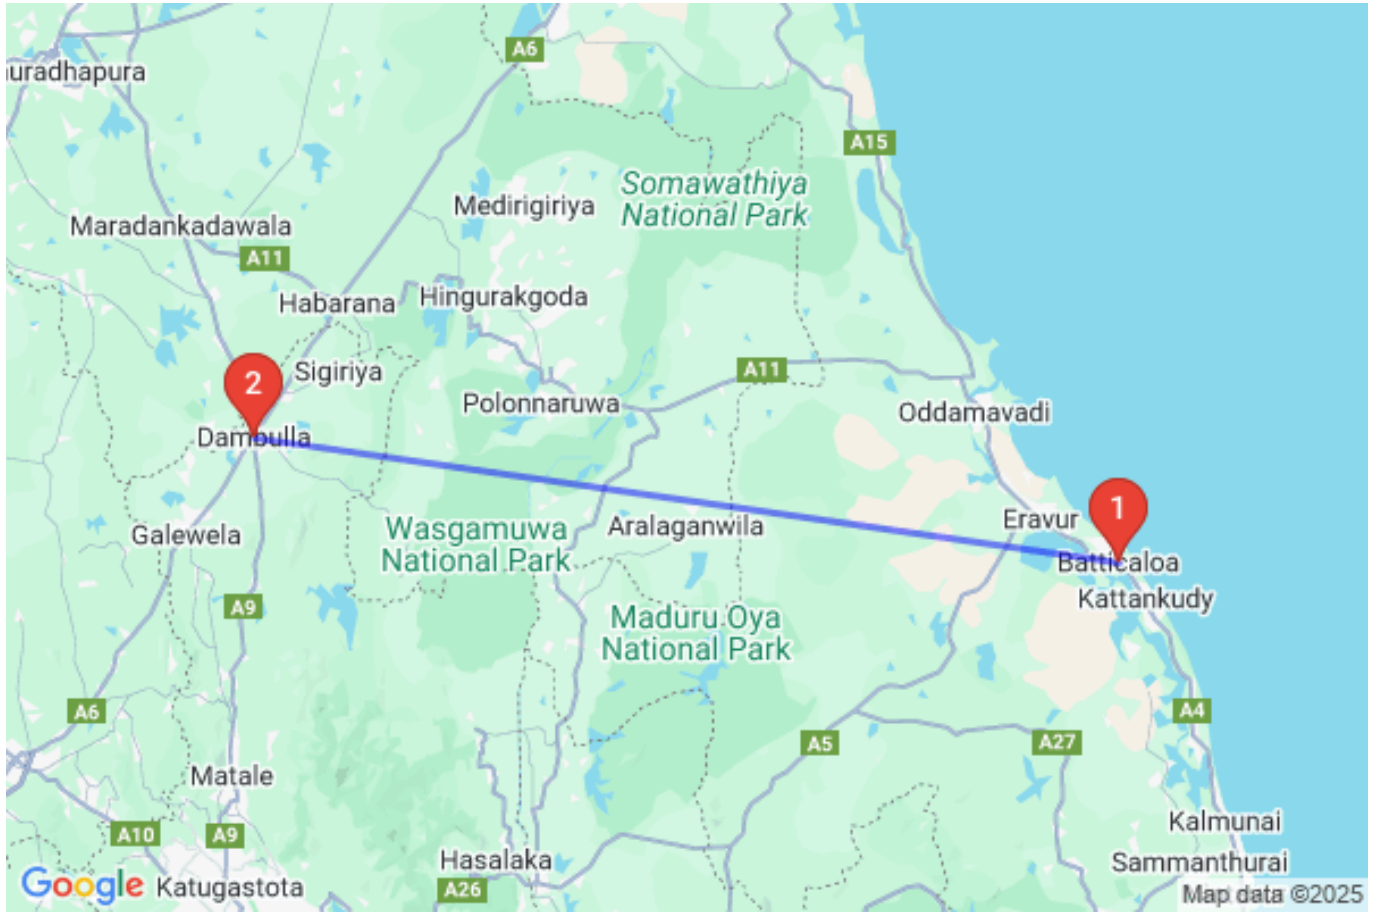 A6
uradhapura
A15
Somawathiya
National Park
Medirigiriya
Maradankadawala
A11
Habarana
Hingurakgoda
2
Sigiriya
A11
Polonnaruwa
Oddamavadi
Dambulla
1
Eravur
Wasgamuwa
National Park
Aralaganwila
Galewela
Batticaloa
Kattankudy
A9
Maduru Oya
National Park
A6
A4
A5
A27
Matale
A10
A9
Kalmunai
Hasalaka
Sammanthurai
Google
Katugastota
A26
Map data ©2025